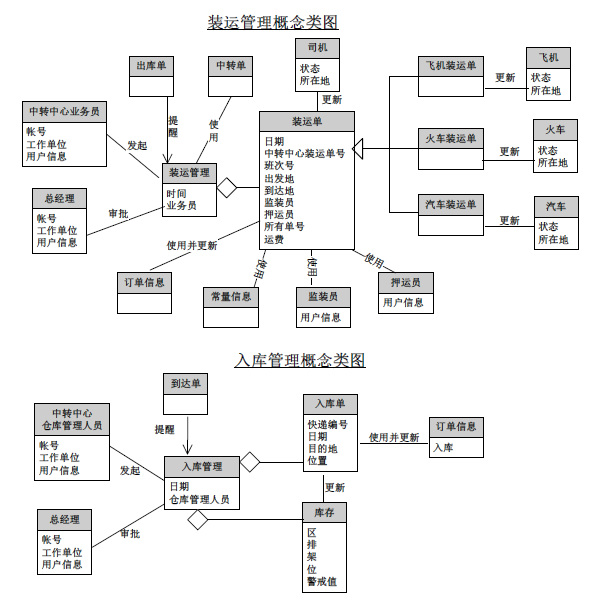 装运管理概念类图
出库单
中转单
司机
状态
所在地
飞机装运单
飞机
状态
所在地
更新
更新
中转中心业务员
帐号
工作单位
用户信息
提醒
使用
发起
装运单
日期
中转中心装运单号
班次号
出发地
到达地
监装员
押运员
所有单号
运费
火车装运单
更新
火车
状态
所在地
装运管理
时间
业务员
总经理
帐号
工作单位
用户信息
审批
汽车装运单
更新
汽车
状态
所在地
使用并更新
使用
使用
使用
订单信息
常量信息
监装员
用户信息
押运员
用户信息
入库管理概念类图
到达单
提醒
中转中心
仓库管理人员
帐号
工作单位
用户信息
发起
入库单
快递编号
日期
目的地
位置
使用并更新
订单信息
入库
入库管理
日期
仓库管理人员
更新
总经理
帐号
工作单位
用户信息
审批
库存
区
排
架
位
警戒值